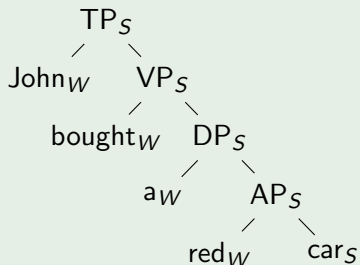 TP_S
John_W VP_S
bought_W DP_S
a_W AP_S
red_W car_S